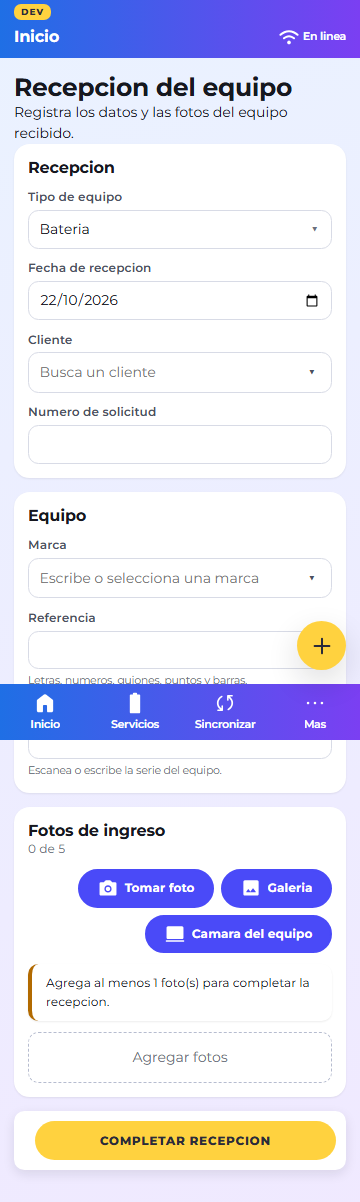 DEV
Inicio
En linea
Recepcion del equipo
Registra los datos y las fotos del equipo
recibido.
Recepcion
Tipo de equipo
Bateria
Fecha de recepcion
22/10/2026
Cliente
Busca un cliente
Numero de solicitud
Equipo
Marca
Escribe o selecciona una marca
Referencia
Letras, numeros, guiones, puntos y barras.
Inicio
Servicios
Sincronizar
Mas
Escanea o escribe la serie del equipo.
Fotos de ingreso
0 de 5
Tomar foto
Galeria
Camara del equipo
Agrega al menos 1 foto(s) para completar la
recepcion.
Agregar fotos
COMPLETAR RECEPCION